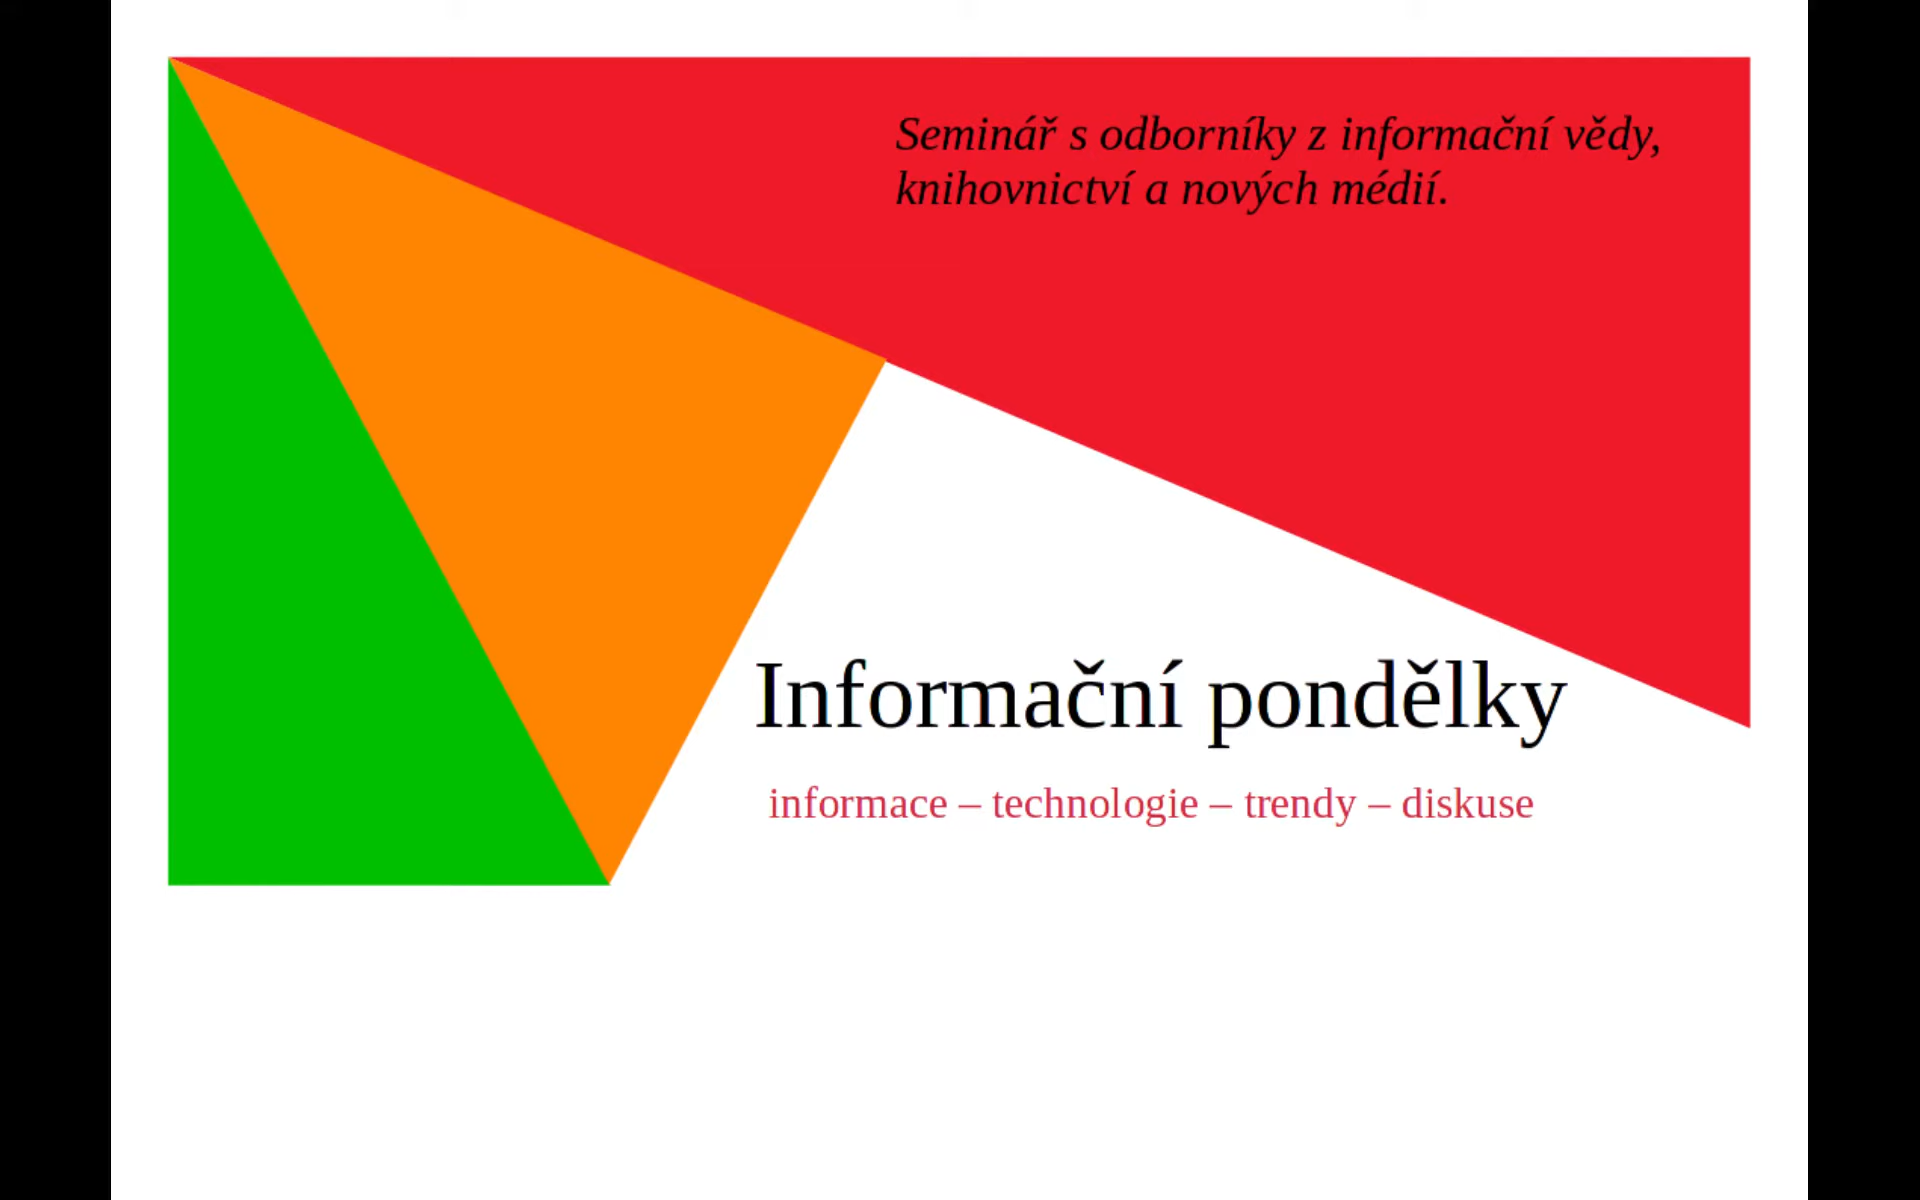 Seminář s odborníky z informační vědy,
knihovnictví a nových médií.
Informační pondělky
informace – technologie – trendy – diskuse